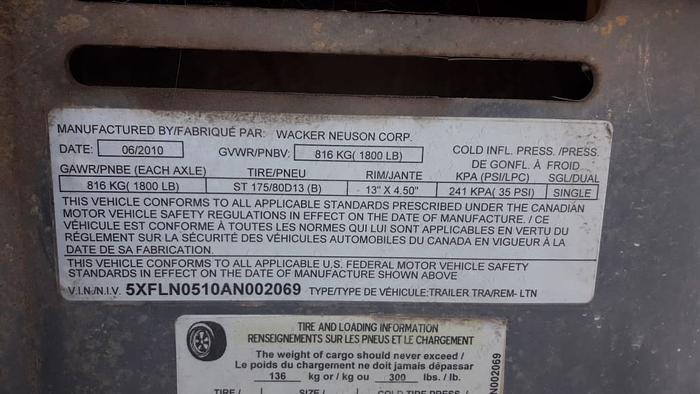 MANUFACTURED BY/FABRIQUÉ PAR: WACKER NEUSON CORP.
DATE: 06/2010 GVWR/PNBV: 816 KG( 1800 LB) COLD INFL. PRESS. /PRESS.
DE GONFL. À FROID
GAWR/PNBE (EACH AXLE) TIRE/PNEU RIM/JANTE KPA (PSI/LPC) SGL/DUAL
816 KG( 1800 LB) ST 175/80D13 (B) 13" X 4.50" 241 KPA( 35 PSI) SINGLE
THIS VEHICLE CONFORMS TO ALL APPLICABLE STANDARDS PRESCRIBED UNDER THE CANADIAN
MOTOR VEHICLE SAFETY REGULATIONS IN EFFECT ON THE DATE OF MANUFACTURE. / CE
VÉHICULE EST CONFORME À TOUTES LES NORMES QUI LUI SONT APPLICABLES EN VERTU DU
RÉGLEMENT SUR LA SÉCURITÉ DES VÉHICULES AUTOMOBILES DU CANADA EN VIGUEUR À LA
DATE DE SA FABRICATION.
THIS VEHICLE CONFORMS TO ALL APPLICABLE U.S. FEDERAL MOTOR VEHICLE SAFETY
STANDARDS IN EFFECT ON THE DATE OF MANUFACTURE SHOWN ABOVE
V.I.N./N.I.V. 5XFLN0510AN002069 TYPE/TYPE DE VÉHICULE: TRAILER TRA/REM- LTN
TIRE AND LOADING INFORMATION
RENSEIGNEMENTS SUR LES PNEUS ET LE CHARGEMENT
The weight of cargo should never exceed /
Le poids du chargement ne doit jamais dépasser
136 kg or / kg ou 300 lbs. / lb.
TIRE / SIZE / COLD TIRE PRESS. /
N002069